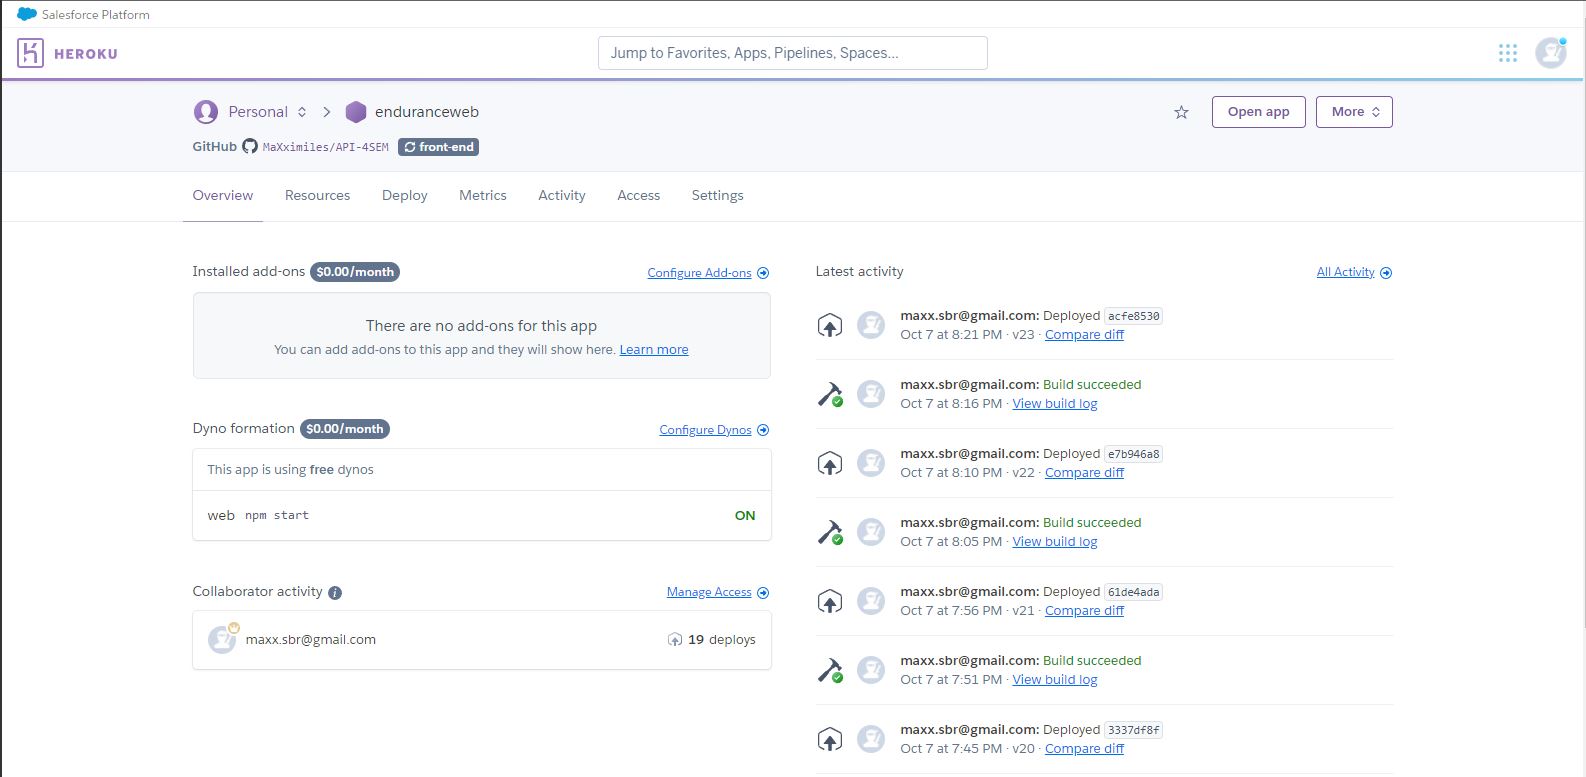 Salesforce Platform
HEROKU
Jump to Favorites, Apps, Pipelines, Spaces...
Personal
enduranceweb
Open app
More
GitHub MaXximiles/API-4SEM front-end
Overview Resources Deploy Metrics Activity Access Settings
Installed add-ons $0.00/month Configure Add-ons
There are no add-ons for this app
You can add add-ons to this app and they will show here. Learn more
Dyno formation $0.00/month Configure Dynos
This app is using free dynos
web npm start ON
Collaborator activity i Manage Access
maxx.sbr@gmail.com 19 deploys
Latest activity All Activity
maxx.sbr@gmail.com: Deployed acfe8530
Oct 7 at 8:21 PM · v23 · Compare diff
maxx.sbr@gmail.com: Build succeeded
Oct 7 at 8:16 PM · View build log
maxx.sbr@gmail.com: Deployed e7b946a8
Oct 7 at 8:10 PM · v22 · Compare diff
maxx.sbr@gmail.com: Build succeeded
Oct 7 at 8:05 PM · View build log
maxx.sbr@gmail.com: Deployed 61de4ada
Oct 7 at 7:56 PM · v21 · Compare diff
maxx.sbr@gmail.com: Build succeeded
Oct 7 at 7:51 PM · View build log
maxx.sbr@gmail.com: Deployed 3337df8f
Oct 7 at 7:45 PM · v20 · Compare diff